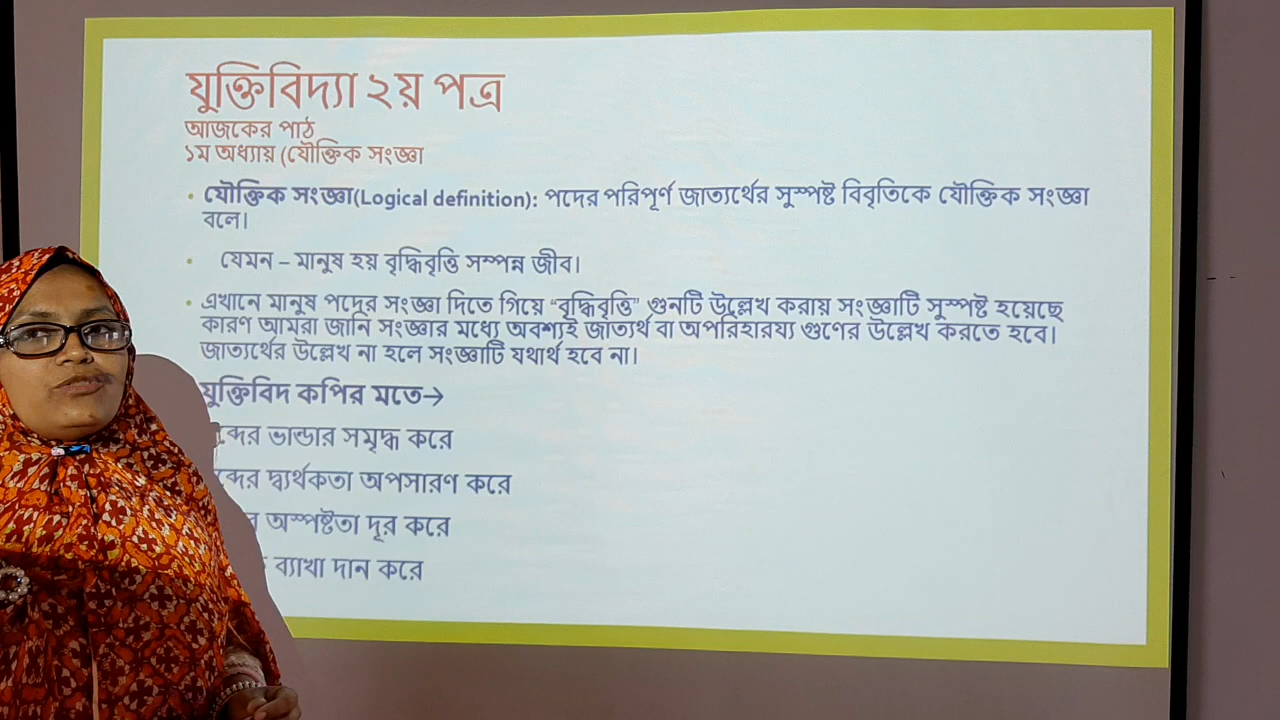 যুক্তিবিদ্যা ২য় পত্র
আজকের পাঠ
১ম অধ্যায় (যৌক্তিক সংজ্ঞা
• যৌক্তিক সংজ্ঞা(Logical definition): পদের পরিপূর্ণ জাত্যর্থের সুস্পষ্ট বিবৃতিকে যৌক্তিক সংজ্ঞা
বলে।
• যেমন – মানুষ হয় বৃদ্ধিবৃত্তি সম্পন্ন জীব।
• এখানে মানুষ পদের সংজ্ঞা দিতে গিয়ে “বৃদ্ধিবৃত্তি” গুনটি উল্লেখ করায় সংজ্ঞাটি সুস্পষ্ট হয়েছে
কারণ আমরা জানি সংজ্ঞার মধ্যে অবশ্যই জাত্যর্থ বা অপরিহারয্য গুণের উল্লেখ করতে হবে।
জাত্যর্থের উল্লেখ না হলে সংজ্ঞাটি যথার্থ হবে না।
যুক্তিবিদ কপির মতে→
ভান্ডার সমৃদ্ধ করে
দ্ব্যর্থকতা অপসারণ করে
অস্পষ্টতা দূর করে
ব্যাখা দান করে